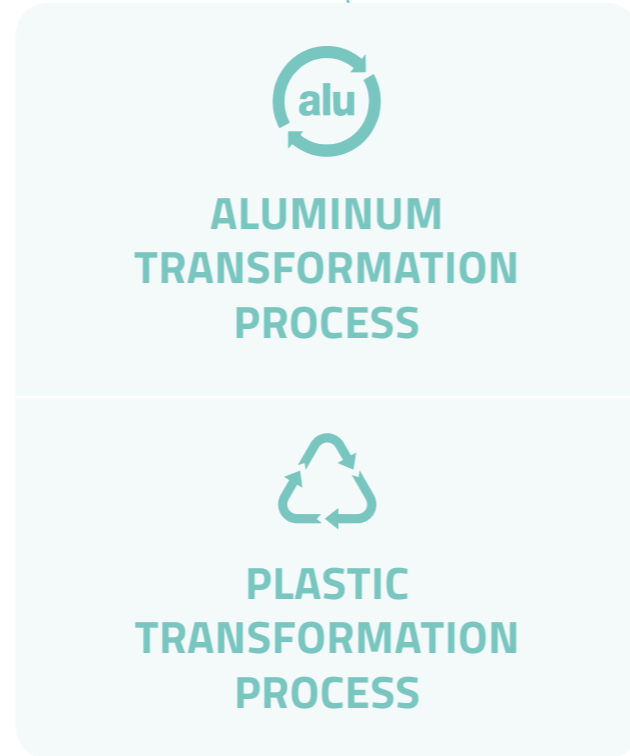 alu
ALUMINUM
TRANSFORMATION
PROCESS
PLASTIC
TRANSFORMATION
PROCESS